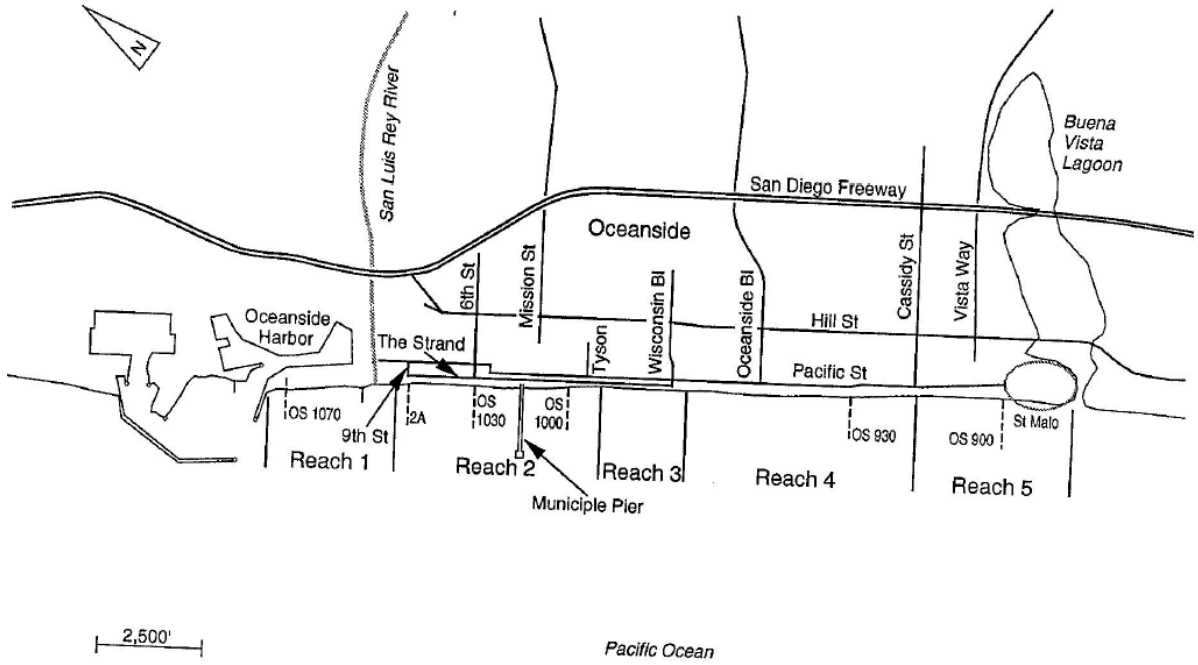 N
San Luis Rey River
Buena
Vista
Lagoon
San Diego Freeway
Oceanside
6th St
Mission St
Wisconsin Bl
Oceanside Bl
Cassidy St
Vista Way
Oceanside
Harbor
Hill St
The Strand
Tyson
Pacific St
OS 1070
9th St
2A
OS
1030
OS
1000
OS 930
OS 900
St Malo
Reach 1
Reach 2
Reach 3
Reach 4
Reach 5
Municiple Pier
2,500'
Pacific Ocean